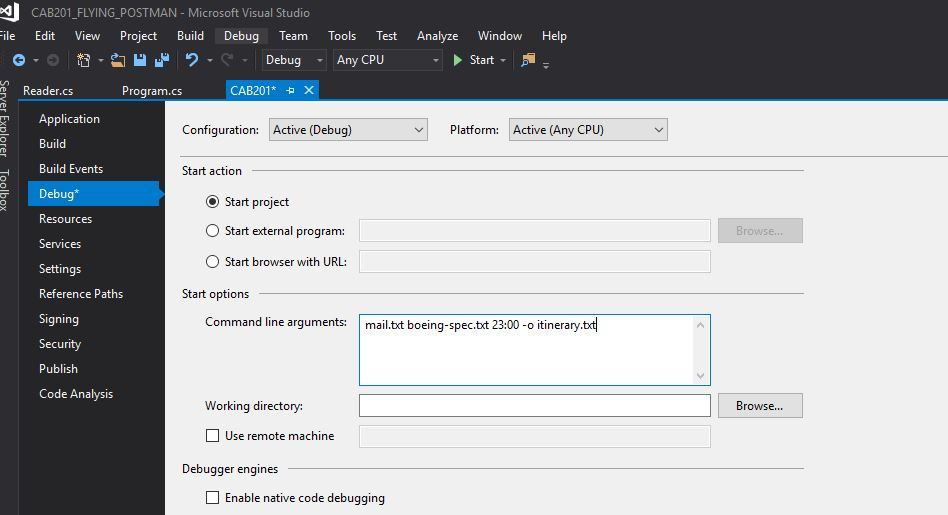 CAB201_FLYING_POSTMAN - Microsoft Visual Studio
File Edit View Project Build Debug Team Tools Test Analyze Window Help
Debug Any CPU Start
Reader.cs Program.cs CAB201*
Server Explorer
Toolbox
Application
Build
Build Events
Debug*
Resources
Services
Settings
Reference Paths
Signing
Security
Publish
Code Analysis
Configuration: Active (Debug) Platform: Active (Any CPU)
Start action
Start project
Start external program: Browse...
Start browser with URL:
Start options
Command line arguments: mail.txt boeing-spec.txt 23:00 -o itinerary.txt
Working directory: Browse...
Use remote machine
Debugger engines
Enable native code debugging